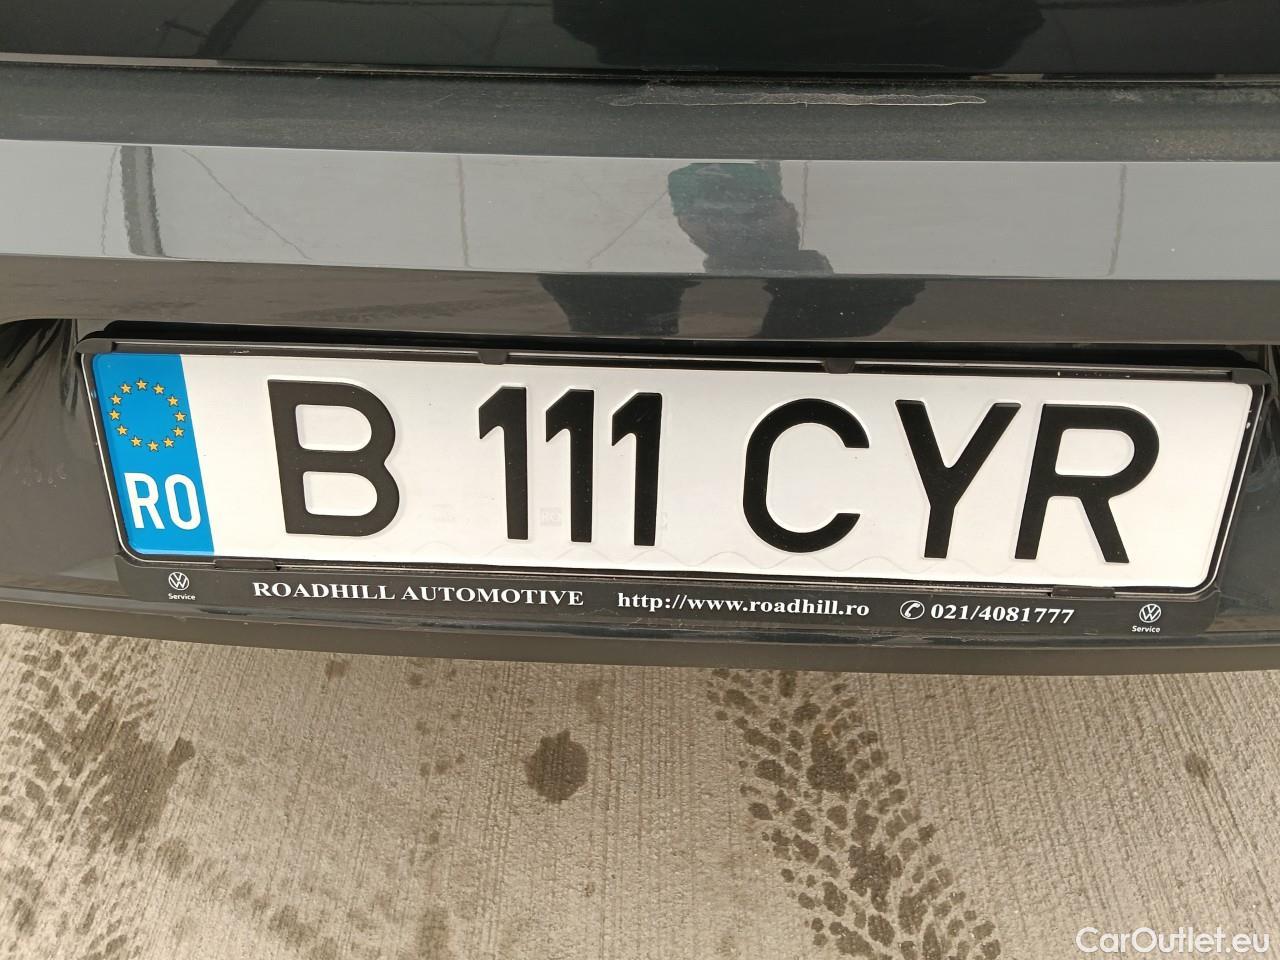 RO B 111 CYR
Service ROADHILL AUTOMOTIVE http://www.roadhill.ro 021/4081777 Service
CarOutlet.eu